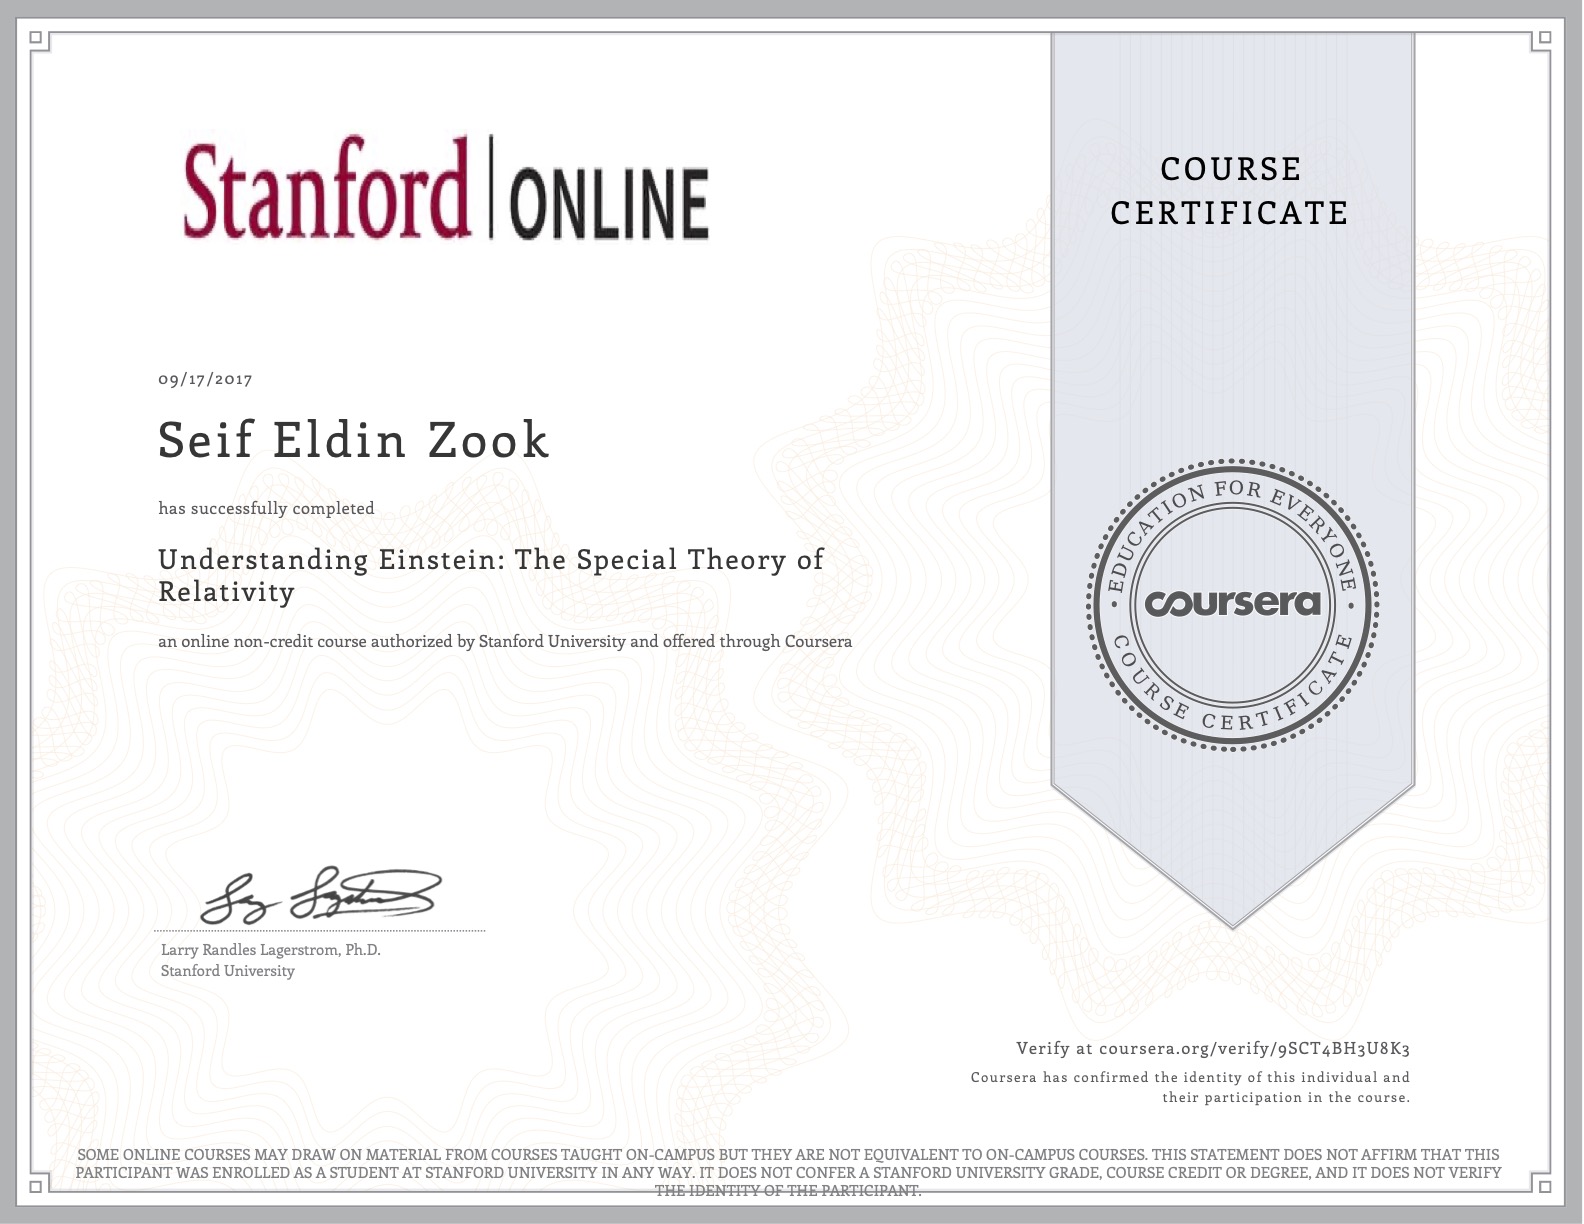 Stanford | ONLINE
COURSE
CERTIFICATE
09/17/2017
Seif Eldin Zook
has successfully completed
Understanding Einstein: The Special Theory of
Relativity
an online non-credit course authorized by Stanford University and offered through Coursera
• EDUCATION FOR EVERYONE •
coursera
COURSE CERTIFICATE
Larry Randles Lagerstrom, Ph.D.
Stanford University
Verify at coursera.org/verify/9SCT4BH3U8K3
Coursera has confirmed the identity of this individual and
their participation in the course.
SOME ONLINE COURSES MAY DRAW ON MATERIAL FROM COURSES TAUGHT ON-CAMPUS BUT THEY ARE NOT EQUIVALENT TO ON-CAMPUS COURSES. THIS STATEMENT DOES NOT AFFIRM THAT THIS
PARTICIPANT WAS ENROLLED AS A STUDENT AT STANFORD UNIVERSITY IN ANY WAY. IT DOES NOT CONFER A STANFORD UNIVERSITY GRADE, COURSE CREDIT OR DEGREE, AND IT DOES NOT VERIFY
THE IDENTITY OF THE PARTICIPANT.